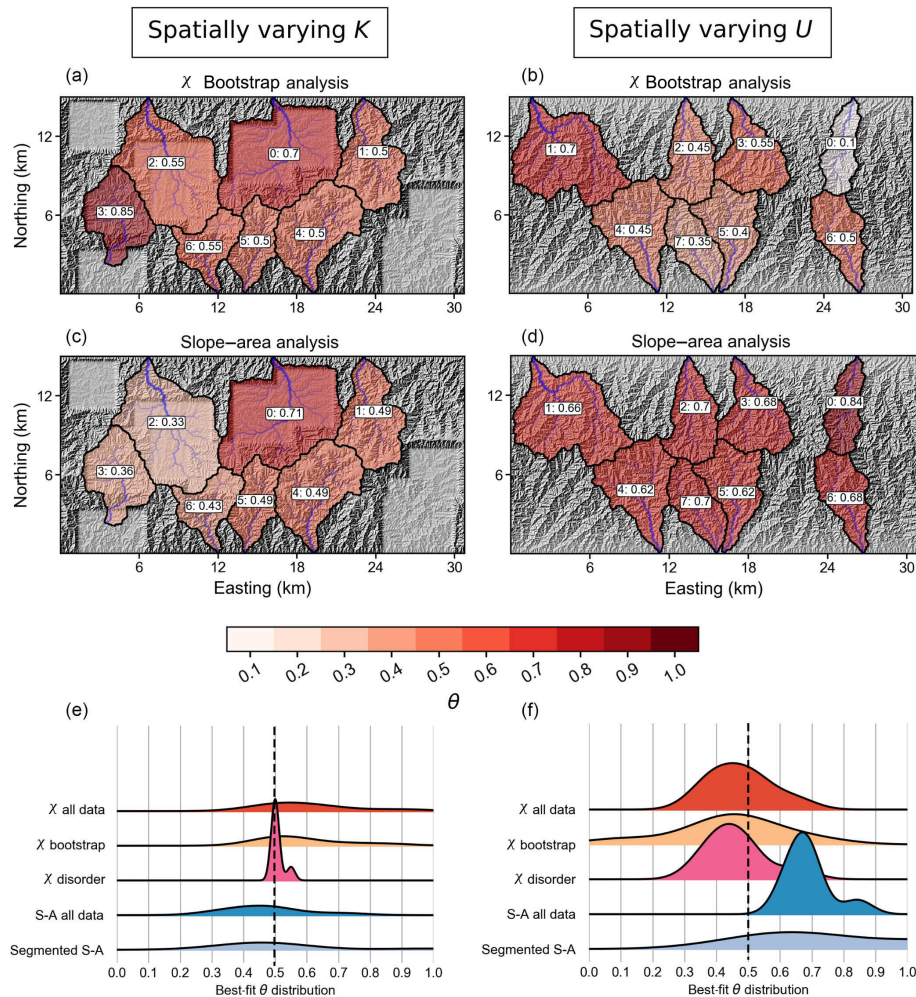 Spatially varying K
Spatially varying U
(a)
χ Bootstrap analysis
(b)
χ Bootstrap analysis
Northing (km)
12
6
2: 0.55
0: 0.7
1: 0.5
3: 0.85
6: 0.55
5: 0.5
4: 0.5
6 12 18 24 30
12
6
1: 0.7
2: 0.45
3: 0.55
0: 0.1
4: 0.45
7: 0.35
5: 0.4
6: 0.5
6 12 18 24 30
(c)
Slope–area analysis
(d)
Slope–area analysis
Northing (km)
12
6
2: 0.33
0: 0.71
1: 0.49
3: 0.36
6: 0.43
5: 0.49
4: 0.49
6 12 18 24 30
Easting (km)
12
6
1: 0.66
2: 0.7
3: 0.68
0: 0.84
4: 0.62
7: 0.7
5: 0.62
6: 0.68
6 12 18 24 30
Easting (km)
0.1 0.2 0.3 0.4 0.5 0.6 0.7 0.8 0.9 1.0
θ
(e)
χ all data
χ bootstrap
χ disorder
S-A all data
Segmented S-A
0.0 0.1 0.2 0.3 0.4 0.5 0.6 0.7 0.8 0.9 1.0
Best-fit θ distribution
(f)
χ all data
χ bootstrap
χ disorder
S-A all data
Segmented S-A
0.0 0.1 0.2 0.3 0.4 0.5 0.6 0.7 0.8 0.9 1.0
Best-fit θ distribution